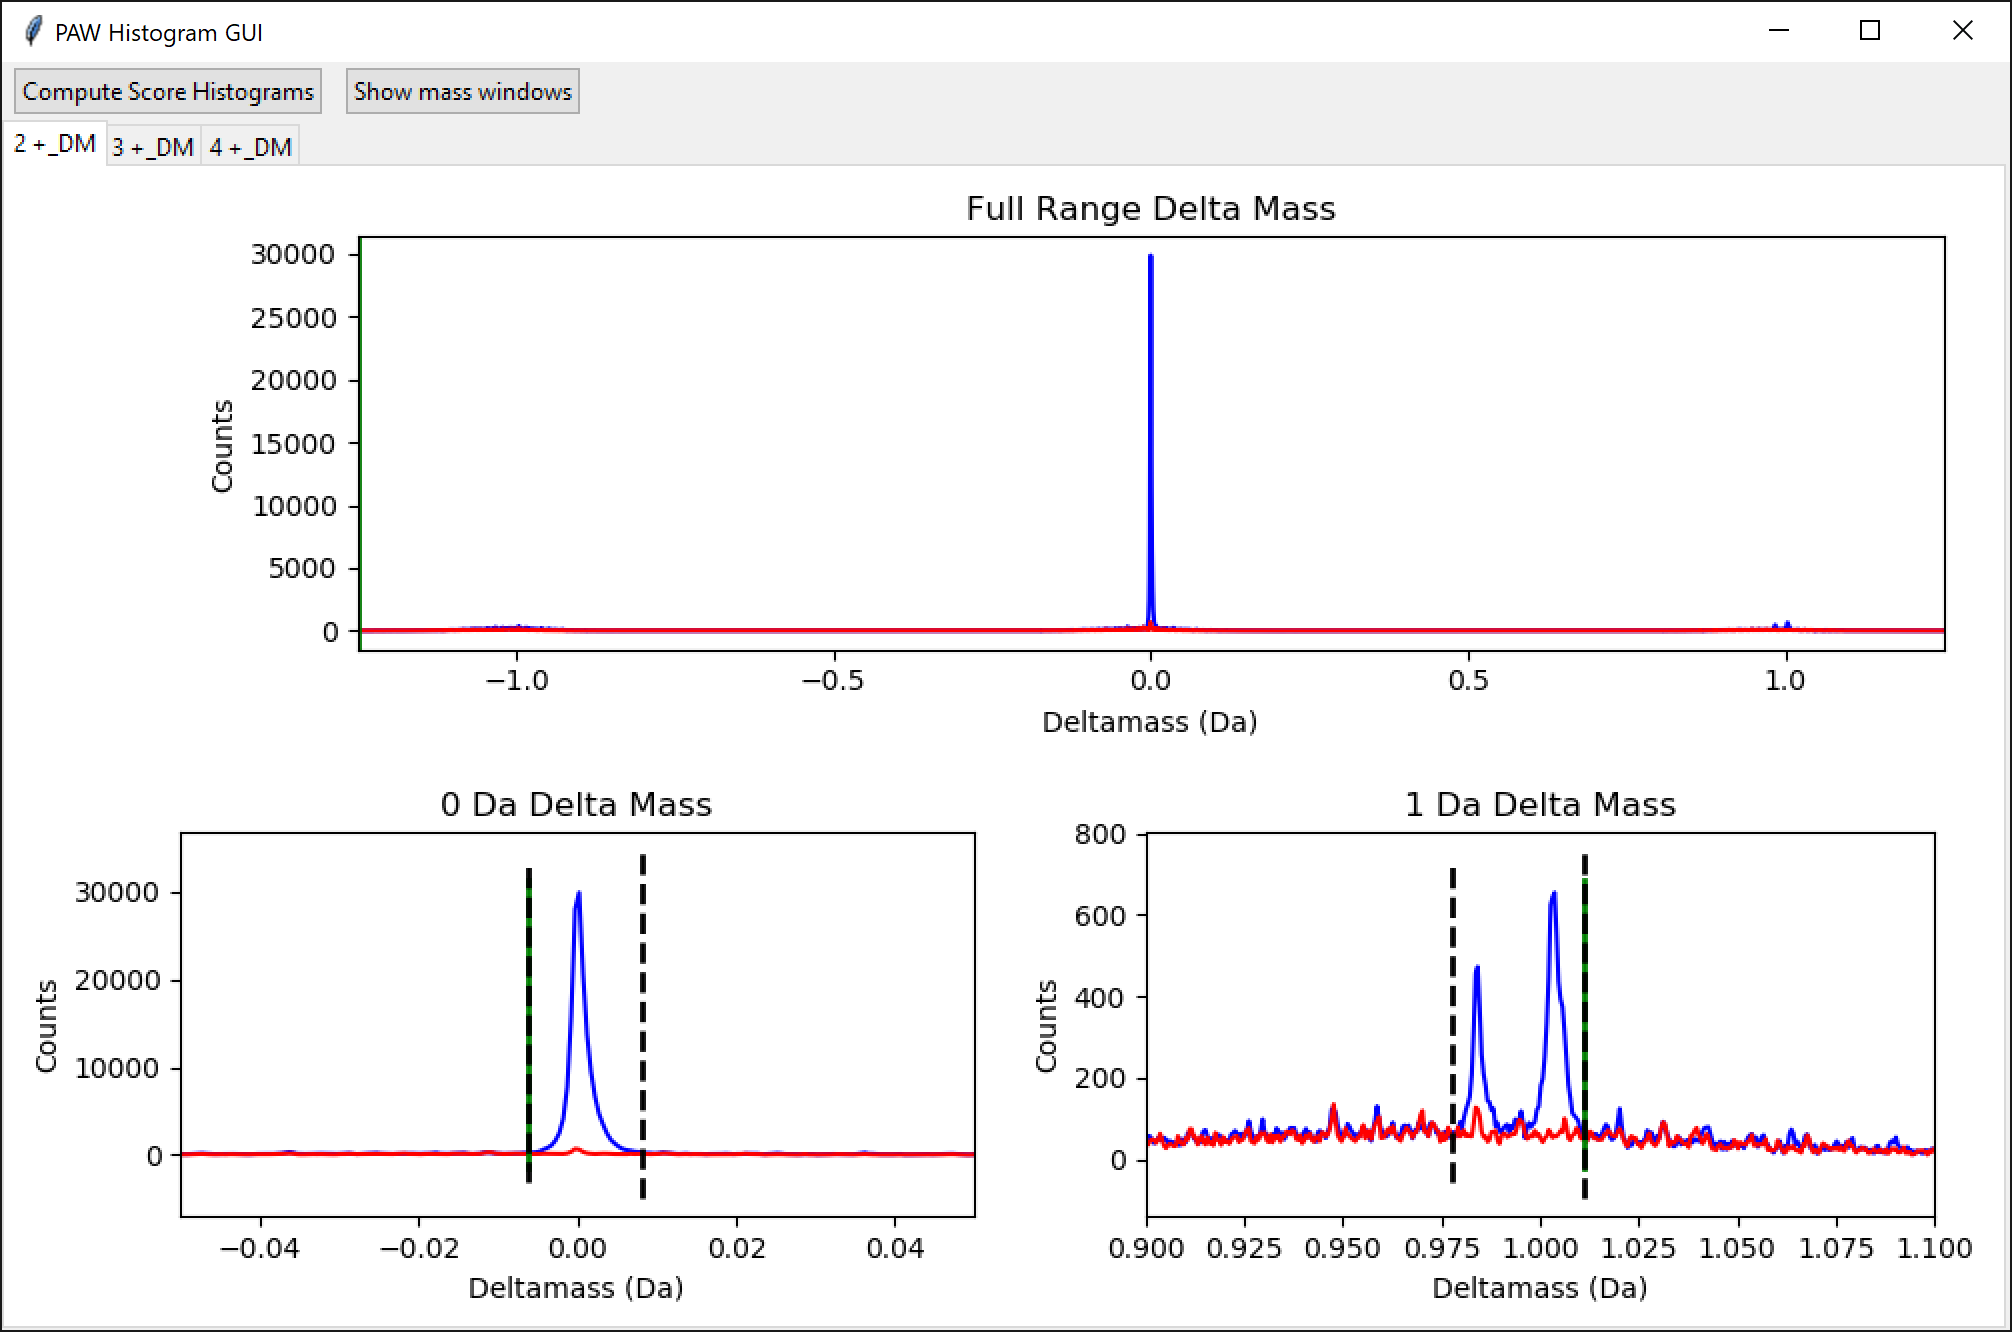 PAW Histogram GUI
Compute Score Histograms Show mass windows
2 +_DM 3 +_DM 4 +_DM
Full Range Delta Mass
30000
25000
20000
15000
10000
5000
0
Counts
−1.0 −0.5 0.0 0.5 1.0
Deltamass (Da)
0 Da Delta Mass
30000
20000
10000
0
Counts
−0.04 −0.02 0.00 0.02 0.04
Deltamass (Da)
1 Da Delta Mass
800
600
400
200
0
Counts
0.900 0.925 0.950 0.975 1.000 1.025 1.050 1.075 1.100
Deltamass (Da)